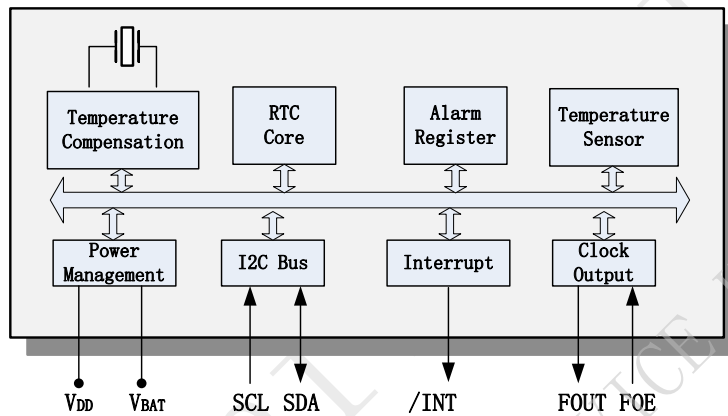 Temperature
Compensation
RTC
Core
Alarm
Register
Temperature
Sensor
Power
Management
I2C Bus
Interrupt
Clock
Output
VDD
VBAT
SCL
SDA
/INT
FOUT
FOE